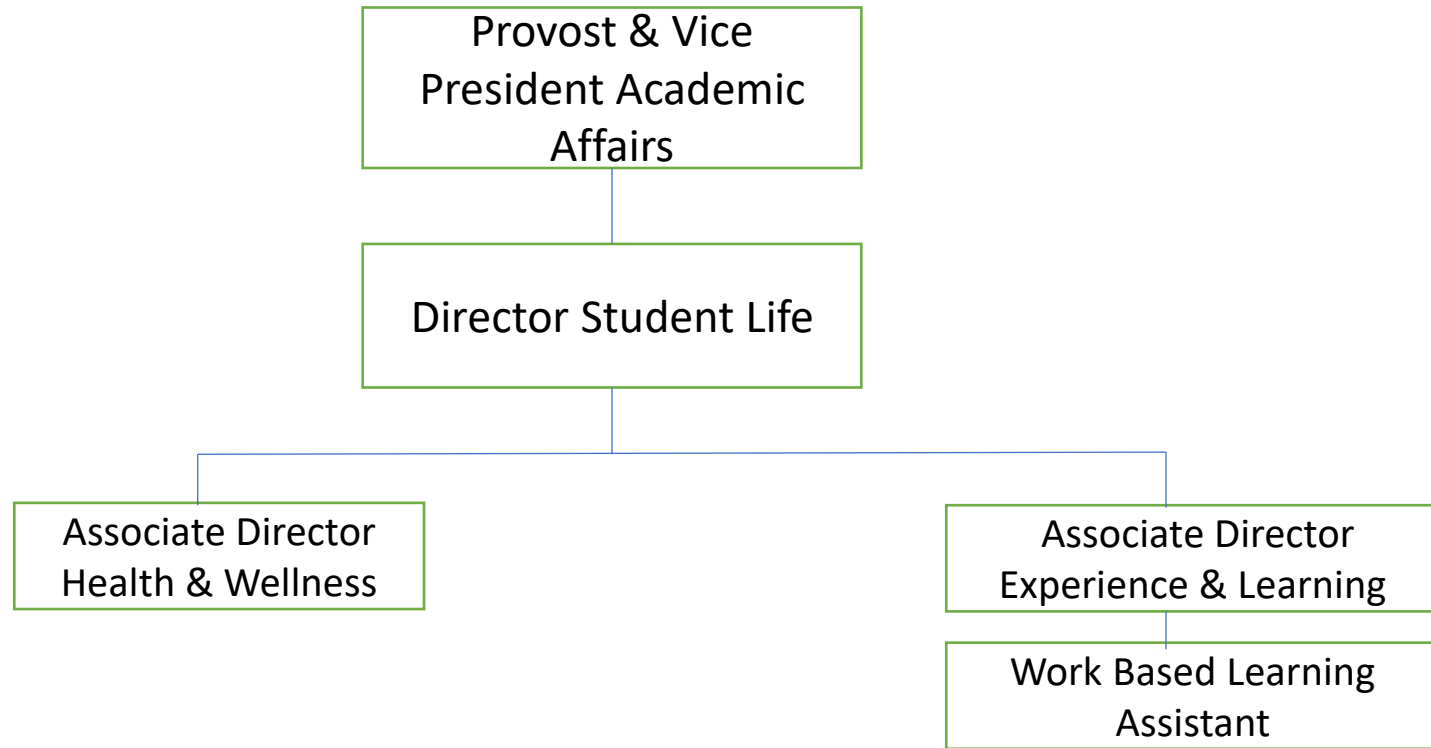 Provost & Vice
President Academic
Affairs
Director Student Life
Associate Director
Health & Wellness
Associate Director
Experience & Learning
Work Based Learning
Assistant